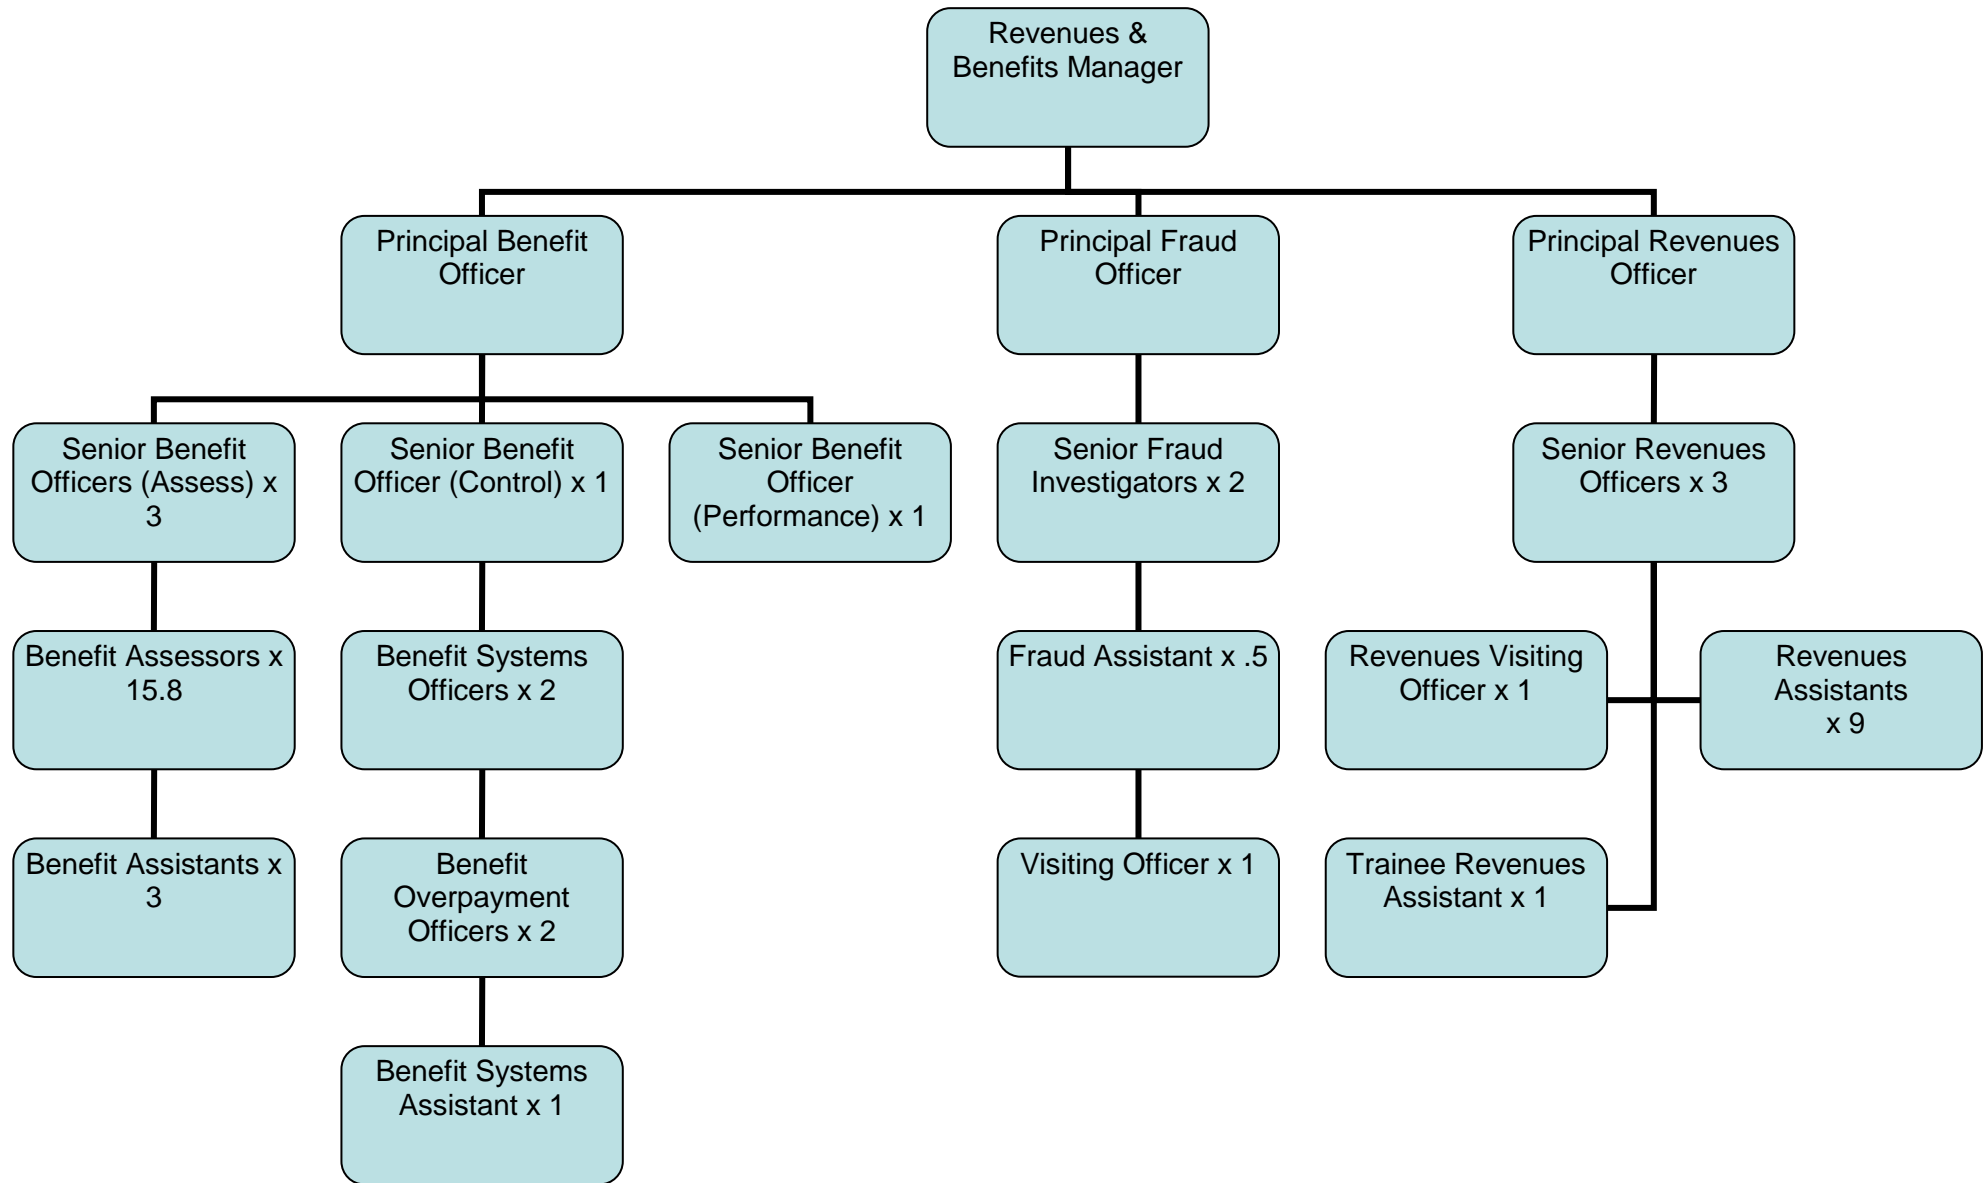 Revenues &
Benefits Manager
Principal Benefit
Officer
Principal Fraud
Officer
Principal Revenues
Officer
Senior Benefit
Officers (Assess) x
3
Senior Benefit
Officer (Control) x 1
Senior Benefit
Officer
(Performance) x 1
Senior Fraud
Investigators x 2
Senior Revenues
Officers x 3
Benefit Assessors x
15.8
Benefit Systems
Officers x 2
Fraud Assistant x .5
Revenues Visiting
Officer x 1
Revenues
Assistants
x 9
Benefit Assistants x
3
Benefit
Overpayment
Officers x 2
Visiting Officer x 1
Trainee Revenues
Assistant x 1
Benefit Systems
Assistant x 1